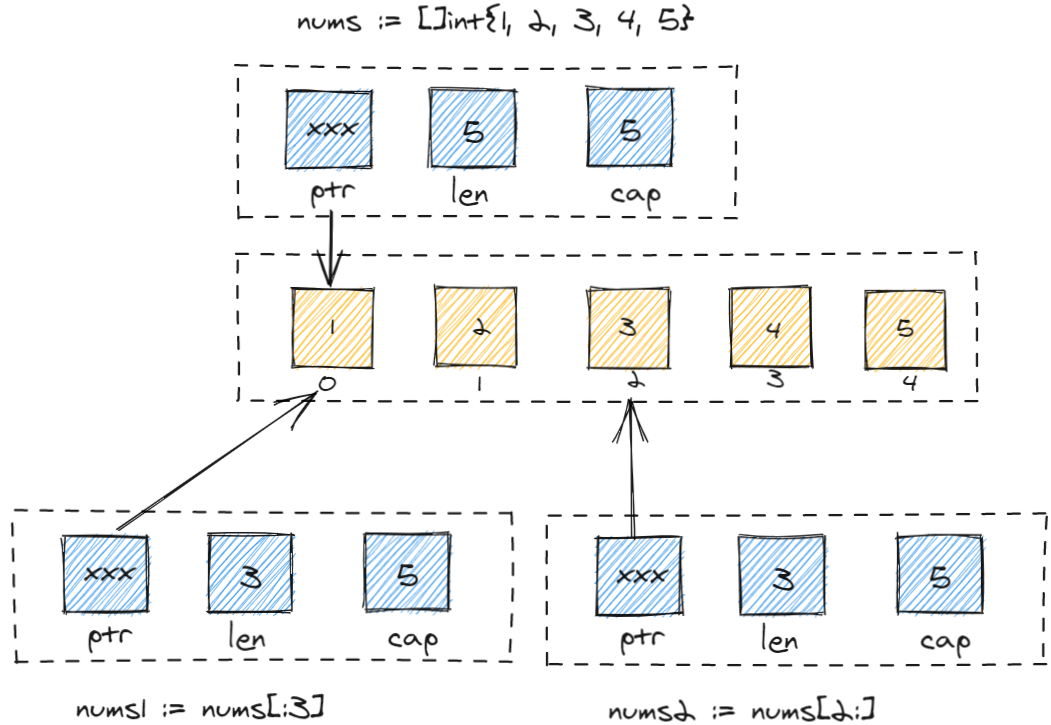 nums := []int{1, 2, 3, 4, 5}
xxx 5 5
ptr len cap
1 2 3 4 5
0 1 2 3 4
xxx 3 5 xxx 3 5
ptr len cap ptr len cap
nums1 := nums[:3] nums2 := nums[2:]